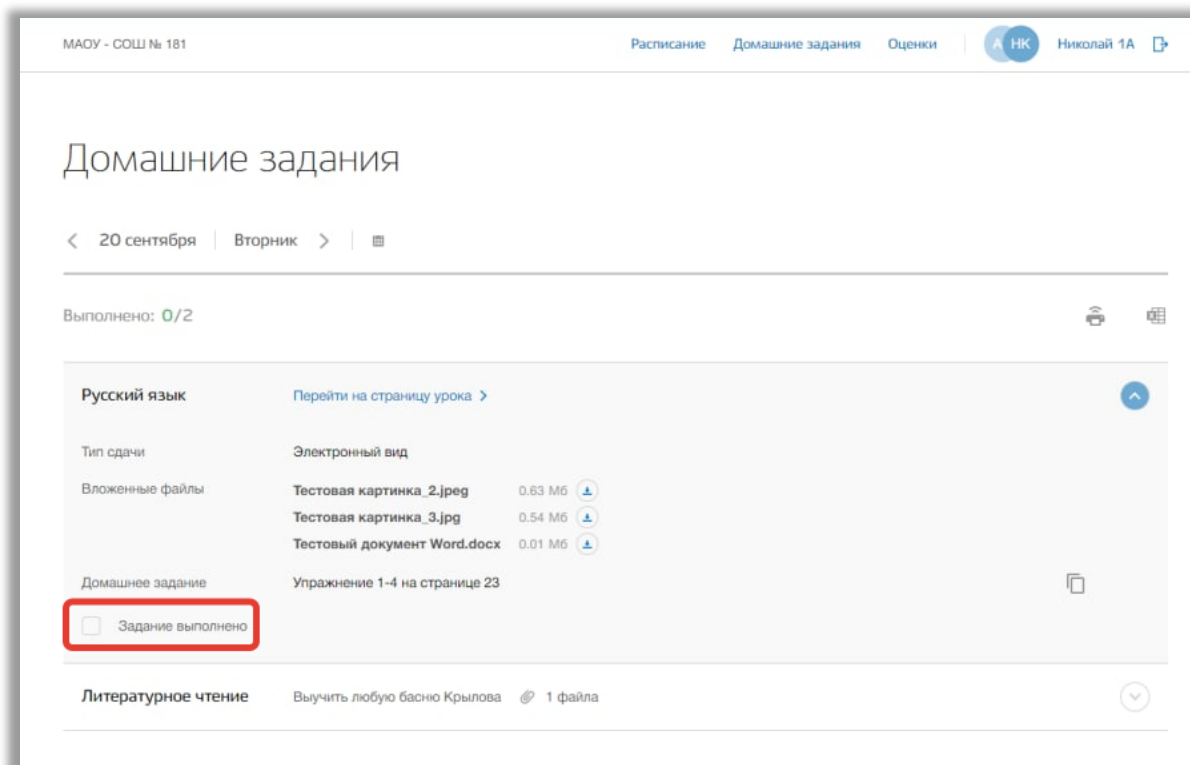 МАОУ - СОШ № 181 Расписание Домашние задания Оценки А НК Николай 1А
Домашние задания
20 сентября Вторник
Выполнено: 0/2
Русский язык Перейти на страницу урока
Тип сдачи Электронный вид
Вложенные файлы Тестовая картинка_2.jpeg 0.63 Мб
Тестовая картинка_3.jpg 0.54 Мб
Тестовый документ Word.docx 0.01 Мб
Домашнее задание Упражнение 1-4 на странице 23
Задание выполнено
Литературное чтение Выучить любую басню Крылова 1 файла